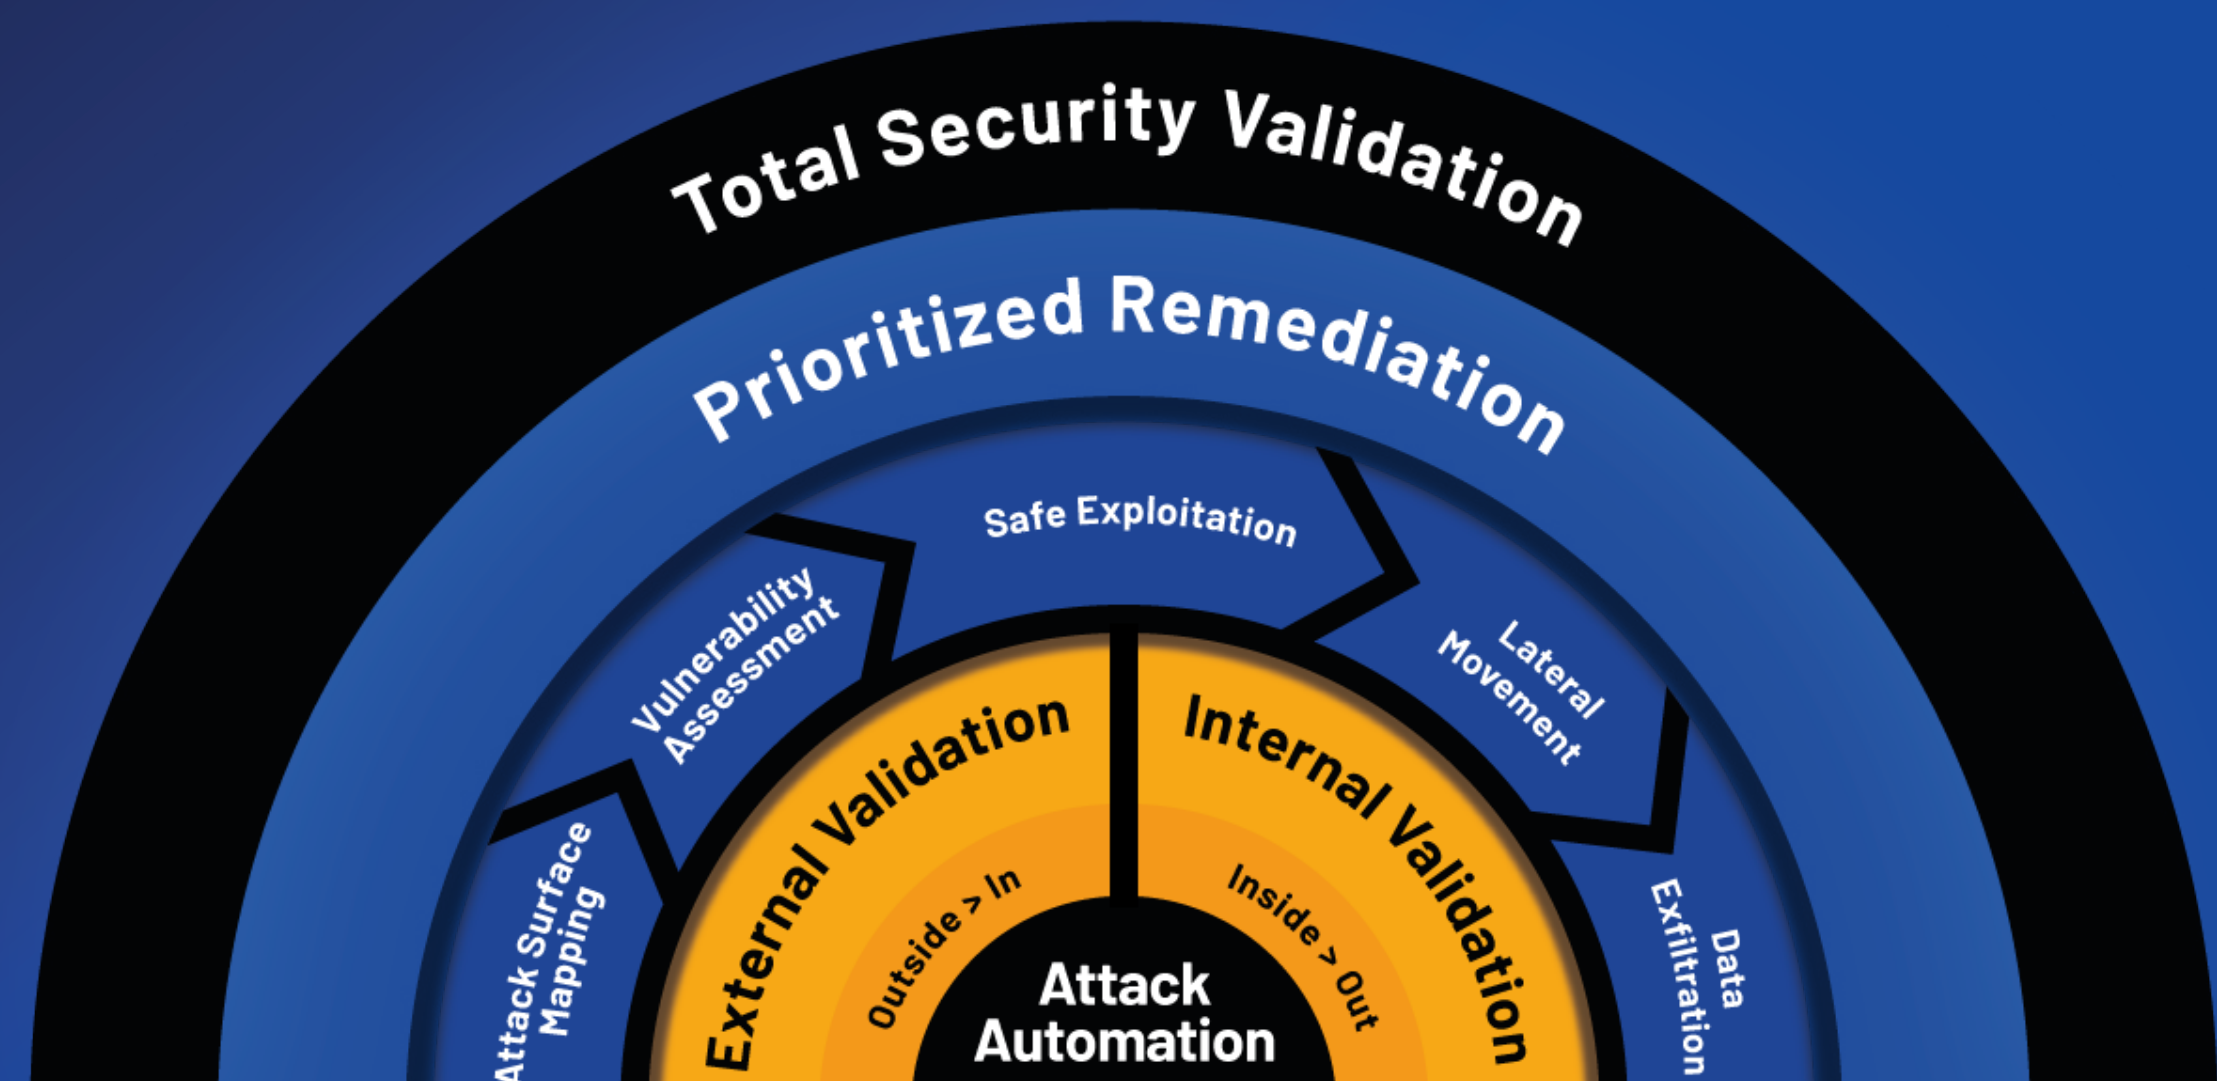 Total Security Validation
Prioritized Remediation
Attack Surface
Mapping
Vulnerability
Assessment
Safe Exploitation
Lateral
Movement
Data
Exfiltration
External Validation
Internal Validation
Outside > In
Inside > Out
Attack
Automation